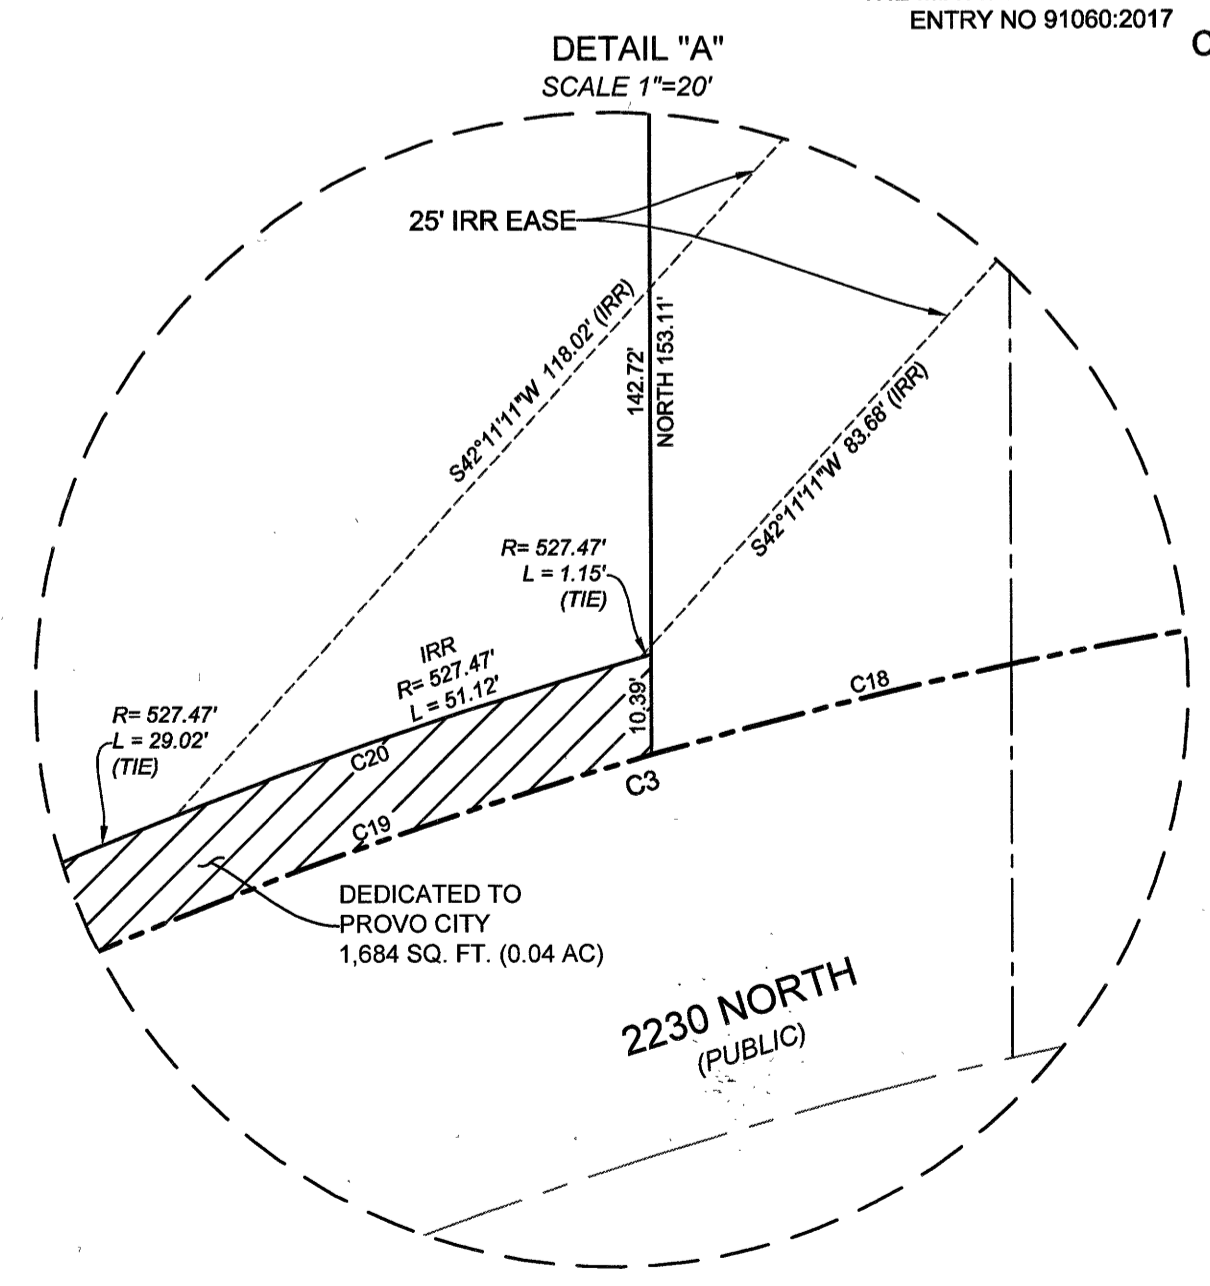 ENTRY NO 91060:2017
DETAIL "A"
SCALE 1"=20'
25' IRR EASE
S42°11'11"W 118.02' (IRR)
142.72'
NORTH 153.11'
S42°11'11"W 83.68' (IRR)
R= 527.47'
L = 1.15'
(TIE)
IRR
R= 527.47'
L = 51.12'
10.39'
C18
R= 527.47'
L = 29.02'
(TIE)
C20
C3
C19
DEDICATED TO
PROVO CITY
1,684 SQ. FT. (0.04 AC)
2230 NORTH
(PUBLIC)